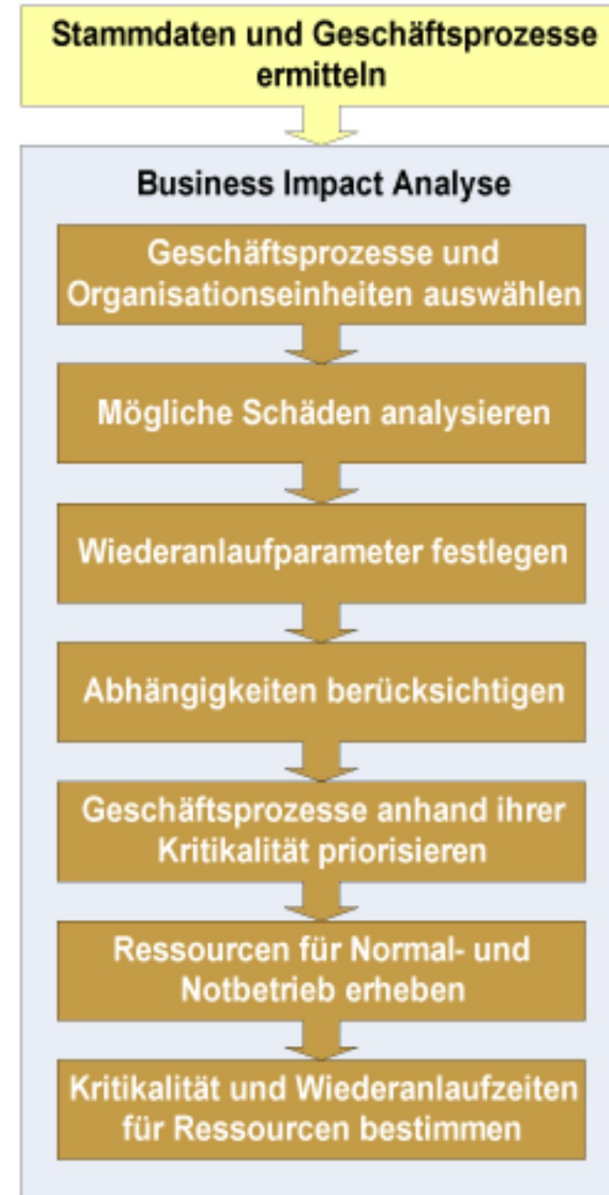 Stammdaten und Geschäftsprozesse
ermitteln
Business Impact Analyse
Geschäftsprozesse und
Organisationseinheiten auswählen
Mögliche Schäden analysieren
Wiederanlaufparameter festlegen
Abhängigkeiten berücksichtigen
Geschäftsprozesse anhand ihrer
Kritikalität priorisieren
Ressourcen für Normal- und
Notbetrieb erheben
Kritikalität und Wiederanlaufzeiten
für Ressourcen bestimmen